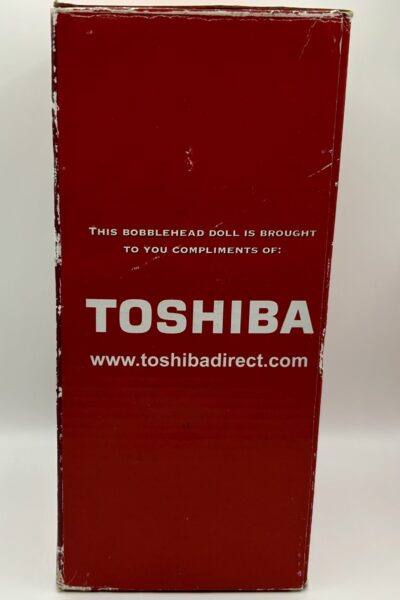 THIS BOBBLEHEAD DOLL IS BROUGHT
TO YOU COMPLIMENTS OF:
TOSHIBA
www.toshibadirect.com